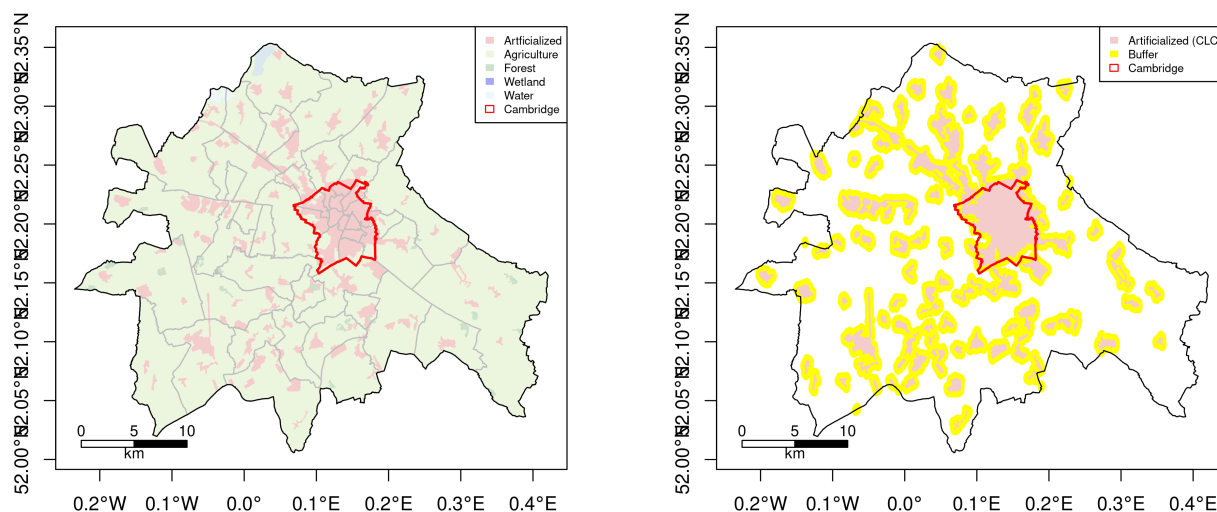 Artficialized
Agriculture
Forest
Wetland
Water
Cambridge
52.35°N
52.30°N
52.25°N
52.20°N
52.15°N
52.10°N
52.05°N
52.00°N
0 5 10
km
0.2°W 0.1°W 0.0° 0.1°E 0.2°E 0.3°E 0.4°E
Artificialized (CLC
Buffer
Cambridge
52.35°N
52.30°N
52.25°N
52.20°N
52.15°N
52.10°N
52.05°N
52.00°N
0 5 10
km
0.2°W 0.1°W 0.0° 0.1°E 0.2°E 0.3°E 0.4°E